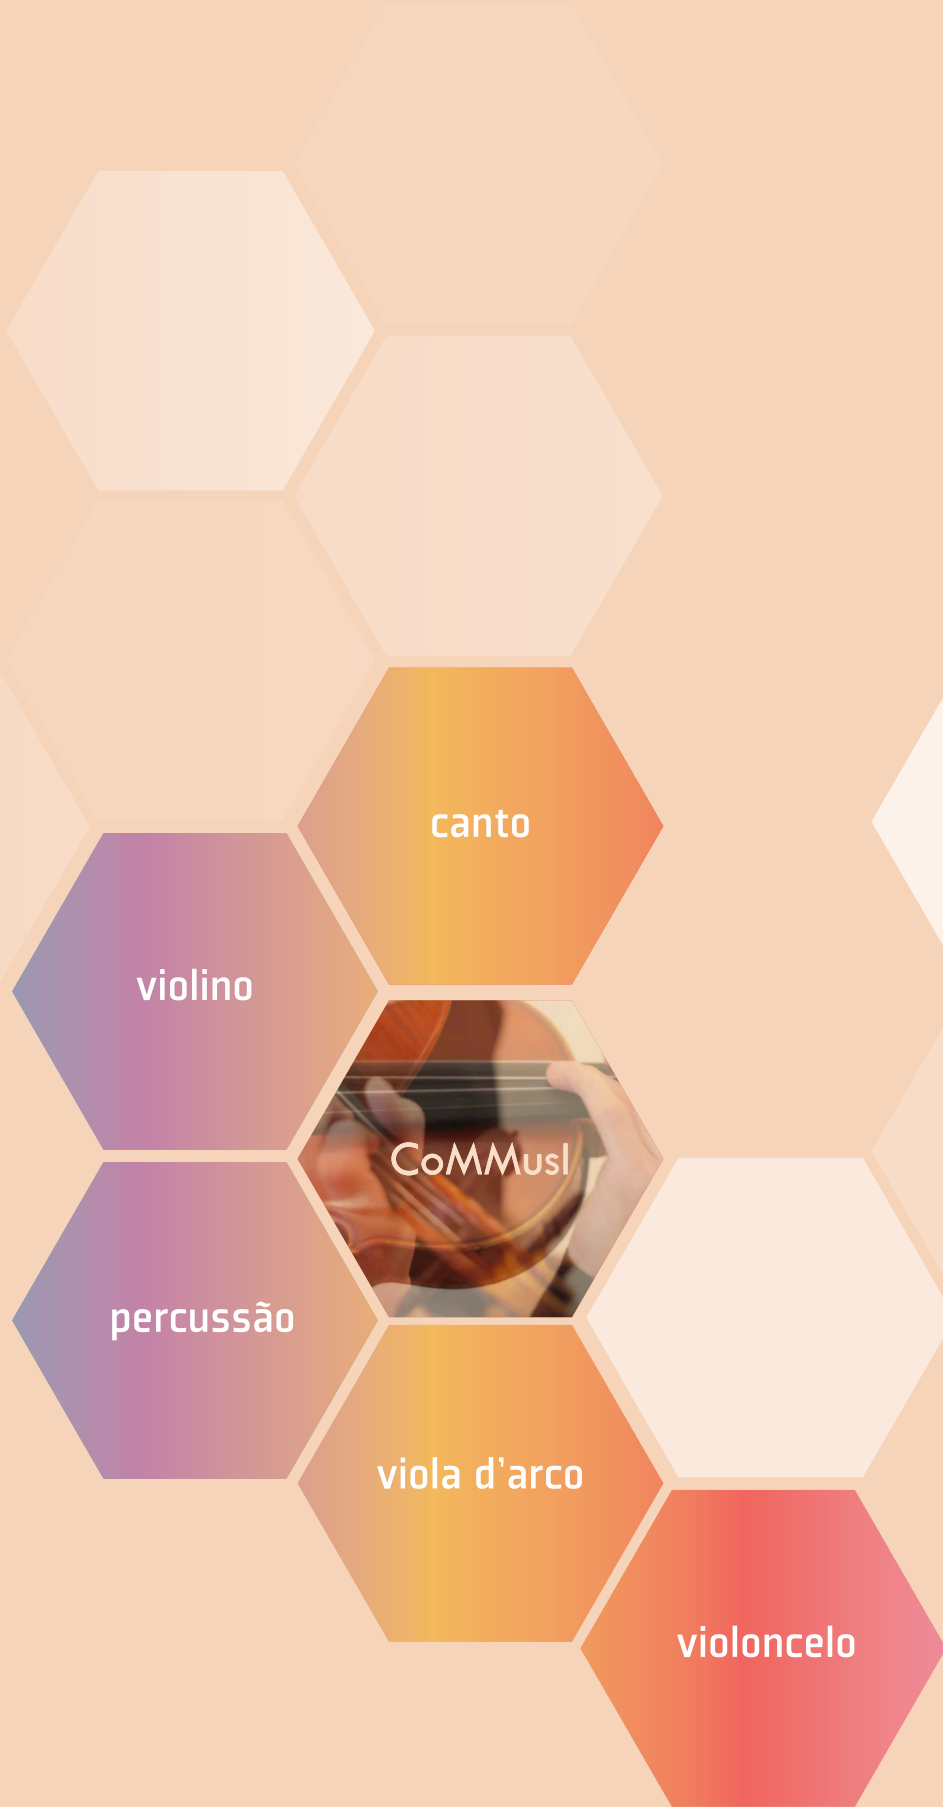 canto
violino
CoMMusI
percussão
viola d'arco
violoncelo